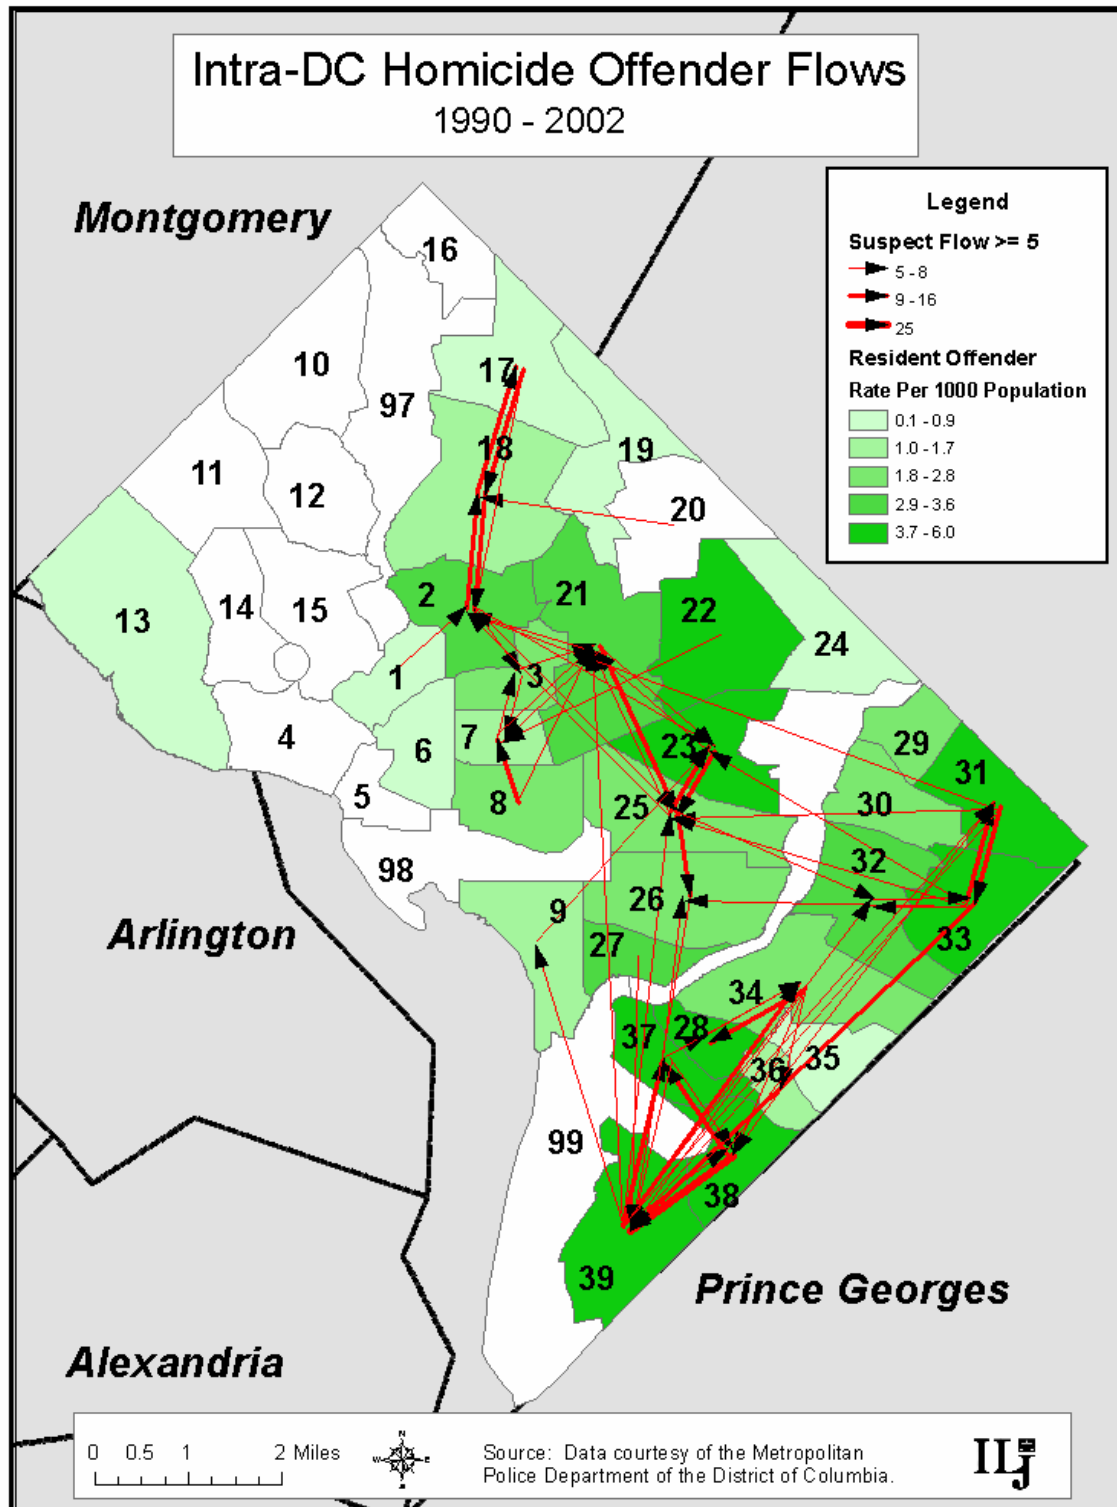 Intra-DC Homicide Offender Flows
1990 - 2002
Montgomery
Legend
Suspect Flow >= 5
5 - 8
9 - 16
25
Resident Offender
Rate Per 1000 Population
0.1 - 0.9
1.0 - 1.7
1.8 - 2.8
2.9 - 3.6
3.7 - 6.0
16
10
17
97
18
19
11
12
20
2
21
22
13
14
15
24
1
3
4
6
7
23
29
31
5
8
25
30
98
32
9
26
33
27
34
37
28
36
35
99
38
39
Arlington
Prince Georges
Alexandria
0 0.5 1 2 Miles
N
W E
S
Source: Data courtesy of the Metropolitan
Police Department of the District of Columbia.
ILJ